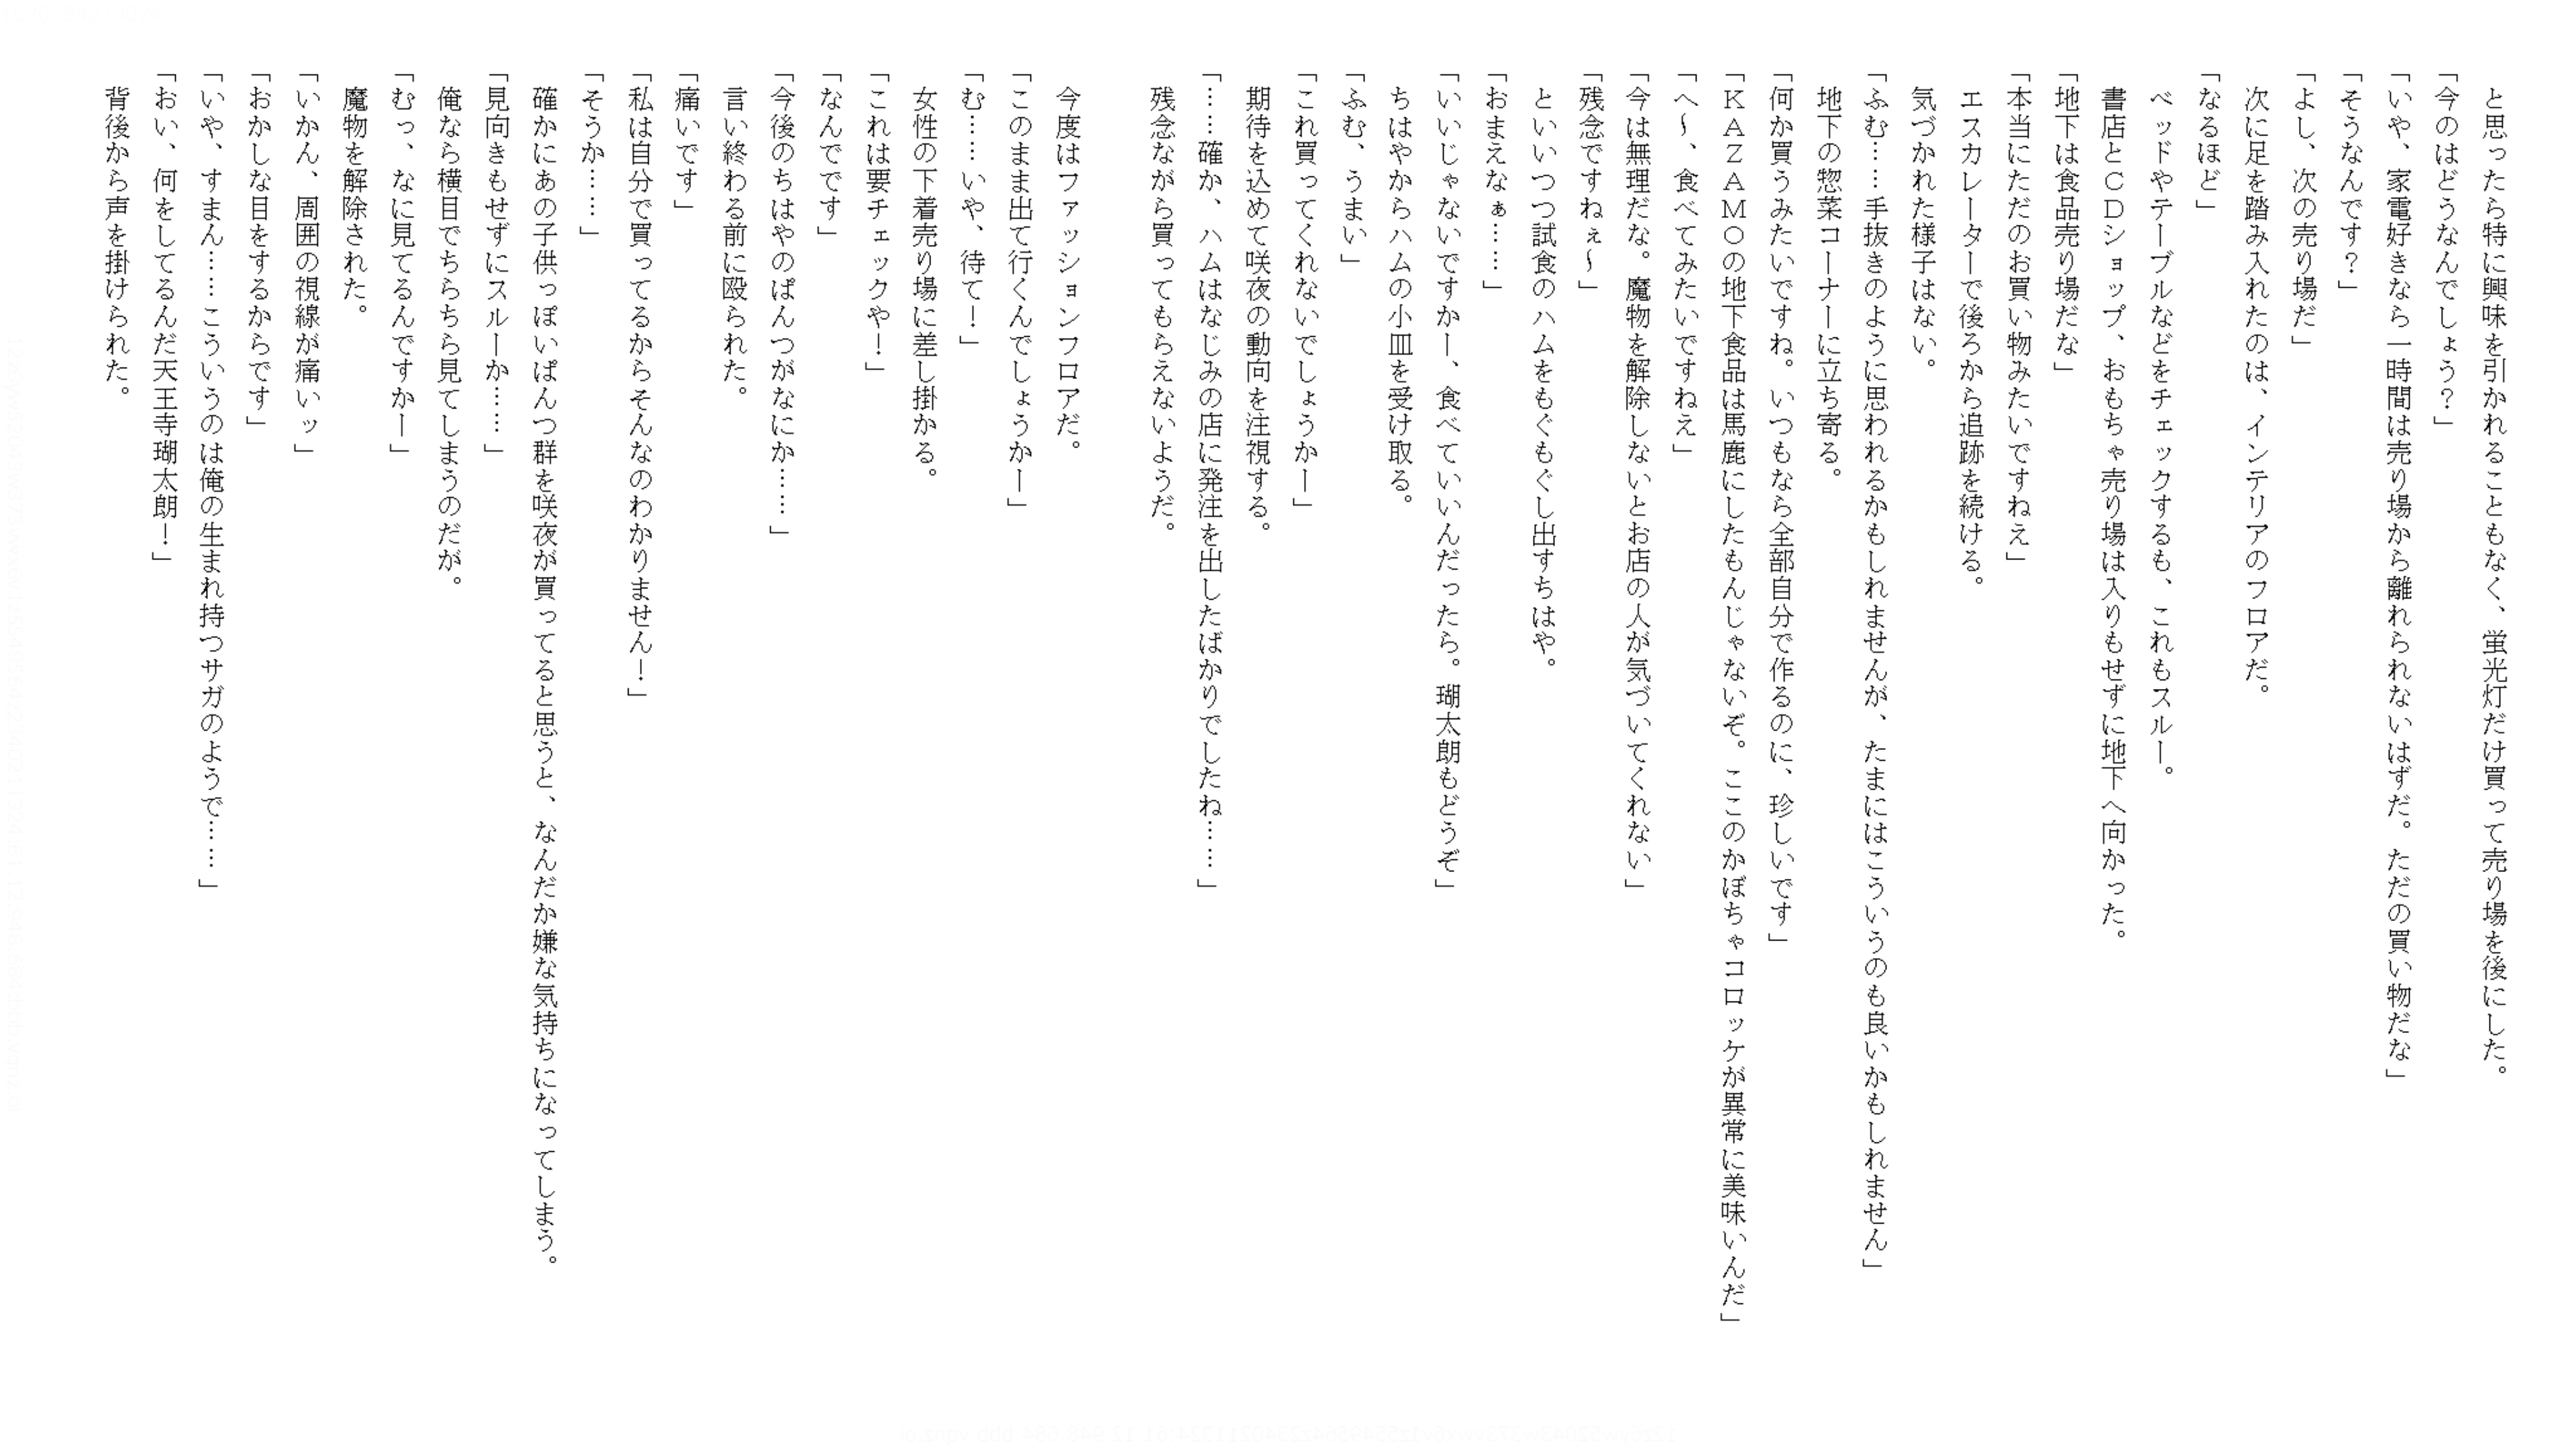 と思ったら特に興味を引かれることもなく、蛍光灯だけ買って売り場を後にした。
「今のはどうなんでしょう？」
「いや、家電好きなら一時間は売り場から離れられないはずだ。ただの買い物だな」
「そうなんです？」
「よし、次の売り場だ」
次に足を踏み入れたのは、インテリアのフロアだ。
「なるほど」
ベッドやテーブルなどをチェックするも、これもスルー。
書店とＣＤショップ、おもちゃ売り場は入りもせずに地下へ向かった。
「地下は食品売り場だな」
「本当にただのお買い物みたいですねえ」
エスカレーターで後ろから追跡を続ける。
気づかれた様子はない。
「ふむ……手抜きのように思われるかもしれませんが、たまにはこういうのも良いかもしれません」
地下の惣菜コーナーに立ち寄る。
「何か買うみたいですね。いつもなら全部自分で作るのに、珍しいです」
「ＫＡＺＡＭＯの地下食品は馬鹿にしたもんじゃないぞ。ここのかぼちゃコロッケが異常に美味いんだ」
「へ～、食べてみたいですねえ」
「今は無理だな。魔物を解除しないとお店の人が気づいてくれない」
「残念ですねぇ～」
といいつつ試食のハムをもぐもぐし出すちはや。
「おまえなぁ……」
「いいじゃないですかー、食べていいんだったら。瑚太朗もどうぞ」
ちはやからハムの小皿を受け取る。
「ふむ、うまい」
「これ買ってくれないでしょうかー」
期待を込めて咲夜の動向を注視する。
「……確か、ハムはなじみの店に発注を出したばかりでしたね……」
残念ながら買ってもらえないようだ。
今度はファッションフロアだ。
「このまま出て行くんでしょうかー」
「む……いや、待て！」
女性の下着売り場に差し掛かる。
「これは要チェックや！」
「なんでです」
「今後のちはやのぱんつがなにか……」
言い終わる前に殴られた。
「痛いです」
「私は自分で買ってるからそんなのわかりません！」
「そうか……」
確かにあの子供っぽいぱんつ群を咲夜が買ってると思うと、なんだか嫌な気持ちになってしまう。
「見向きもせずにスルーか……」
俺なら横目でちらちら見てしまうのだが。
「むっ、なに見てるんですかー」
魔物を解除された。
「いかん、周囲の視線が痛いッ」
「おかしな目をするからです」
「いや、すまん……こういうのは俺の生まれ持つサガのようで……」
「おい、何をしてるんだ天王寺瑚太朗！」
背後から声を掛けられた。